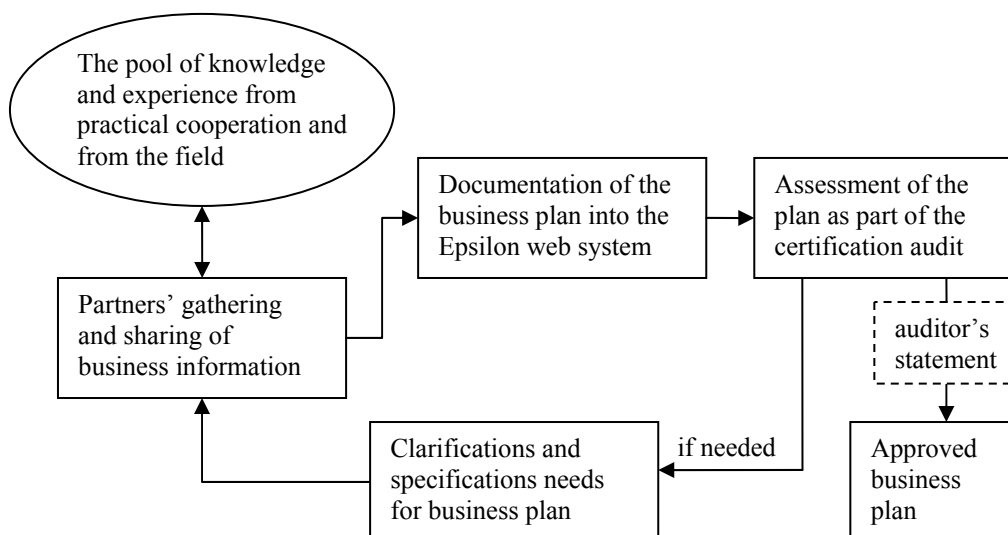 The pool of knowledge
and experience from
practical cooperation and
from the field
Documentation of the
business plan into the
Epsilon web system
Assessment of the
plan as part of the
certification audit
Partners’ gathering
and sharing of
business information
auditor’s
statement
Clarifications and
specifications needs
for business plan
if needed
Approved
business
plan